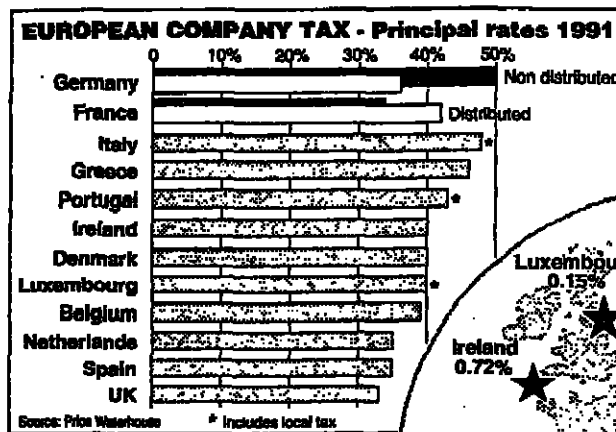 EUROPEAN COMPANY TAX - Principal rates 1991
0 10% 20% 30% 40% 50%
Germany Non distributed
France Distributed
Italy *
Greece
Portugal *
Ireland
Denmark
Luxembourg *
Belgium
Netherlands
Spain
UK
Source: Price Waterhouse * Includes local tax
Luxembou
0.15%
Ireland
0.72%